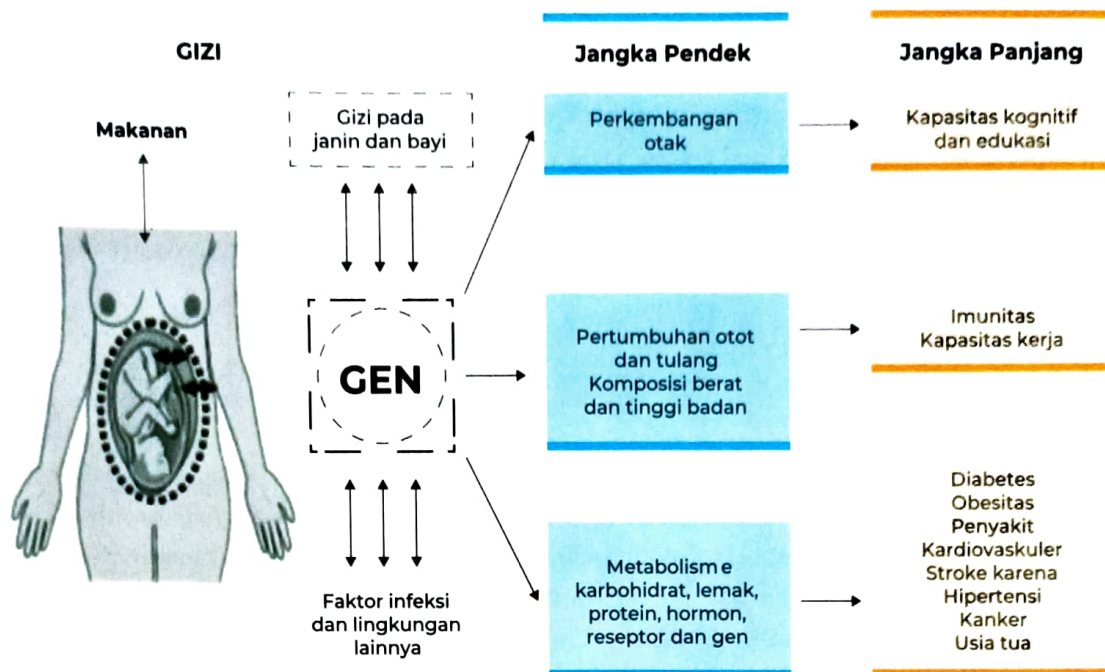 GIZI
Makanan
Gizi pada
janin dan bayi
GEN
Faktor infeksi
dan lingkungan
lainnya
Jangka Pendek
Perkembangan
otak
Pertumbuhan otot
dan tulang
Komposisi berat
dan tinggi badan
Metabolisme
karbohidrat, lemak,
protein, hormon,
reseptor dan gen
Jangka Panjang
Kapasitas kognitif
dan edukasi
Imunitas
Kapasitas kerja
Diabetes
Obesitas
Penyakit
Kardiovaskuler
Stroke karena
Hipertensi
Kanker
Usia tua